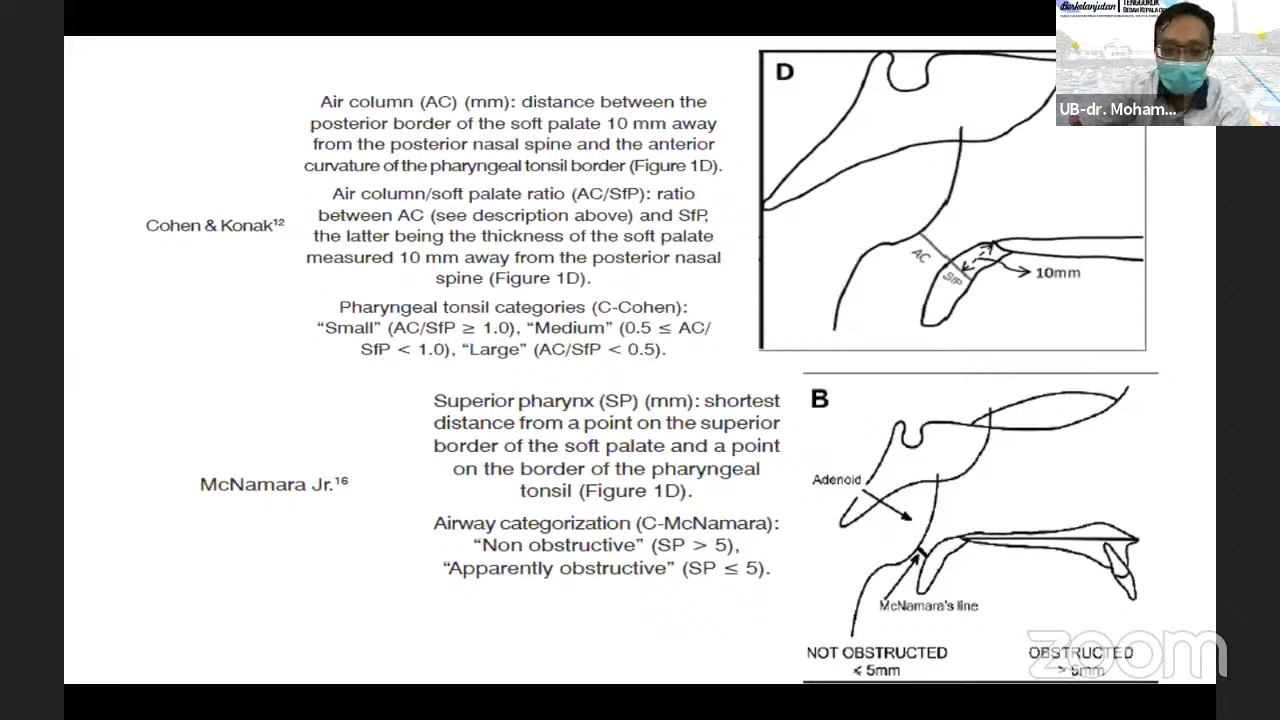 Berkelanjutan
TENGGOROK
BEDAH KEPALA
UB-dr. Moham...
Air column (AC) (mm): distance between the
posterior border of the soft palate 10 mm away
from the posterior nasal spine and the anterior
curvature of the pharyngeal tonsil border (Figure 1D).
Air column/soft palate ratio (AC/SfP): ratio
between AC (see description above) and SfP,
the latter being the thickness of the soft palate
measured 10 mm away from the posterior nasal
spine (Figure 1D).
Pharyngeal tonsil categories (C-Cohen):
“Small” (AC/SfP ≥ 1.0), “Medium” (0.5 ≤ AC/
SfP < 1.0), “Large” (AC/SfP < 0.5).
Cohen & Konak¹²
D
AC
SfP
10mm
Superior pharynx (SP) (mm): shortest
distance from a point on the superior
border of the soft palate and a point
on the border of the pharyngeal
tonsil (Figure 1D).
Airway categorization (C-McNamara):
“Non obstructive” (SP > 5),
“Apparently obstructive” (SP ≤ 5).
McNamara Jr.¹⁶
B
Adenoid
McNamara's line
NOT OBSTRUCTED
< 5mm
OBSTRUCTED
> 5mm
zoom